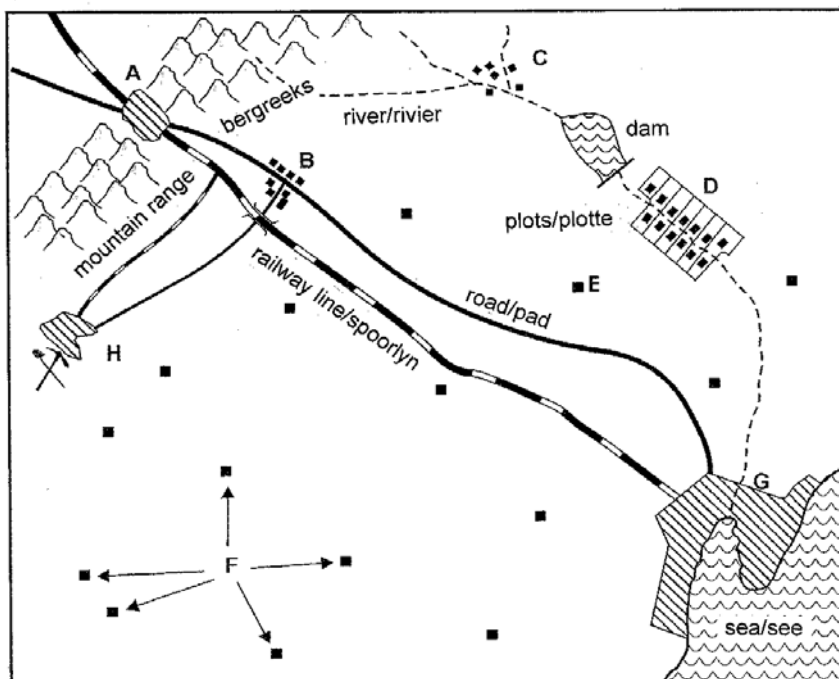 A
C
bergreeks
river/rivier
dam
B
D
mountain range
plots/plotte
E
road/pad
railway line/spoorlyn
H
G
F
sea/see